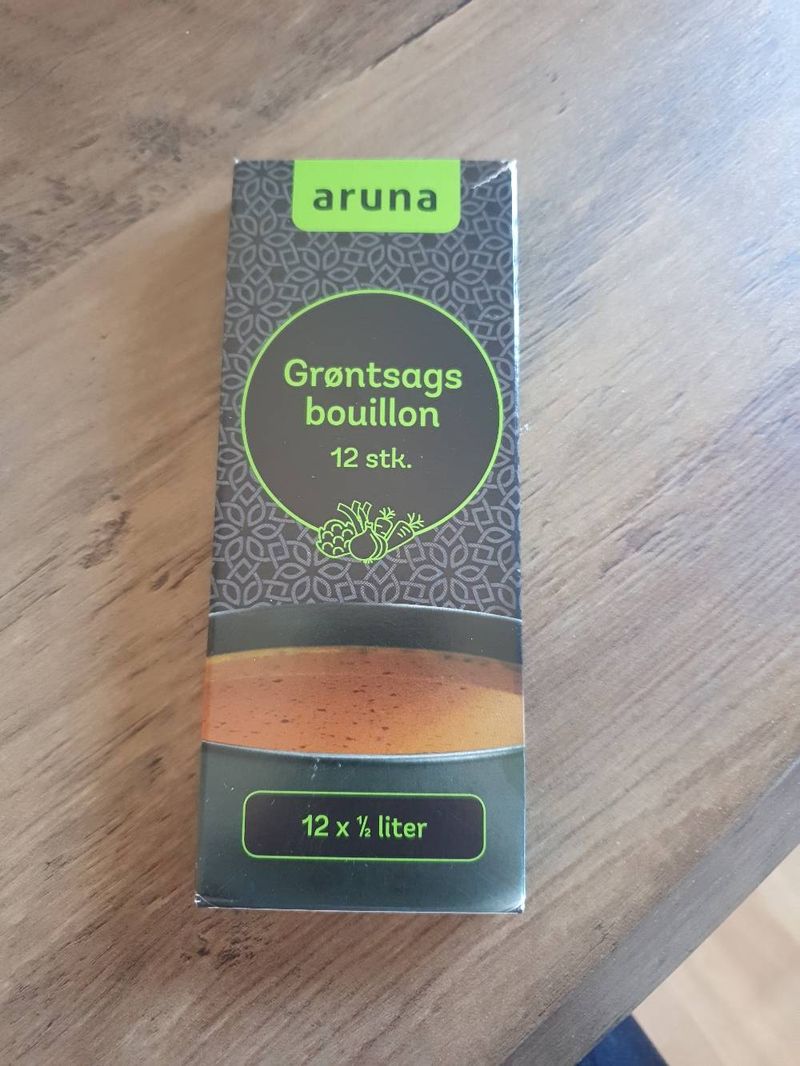 aruna
Grøntsags
bouillon
12 stk.
12 x ½ liter